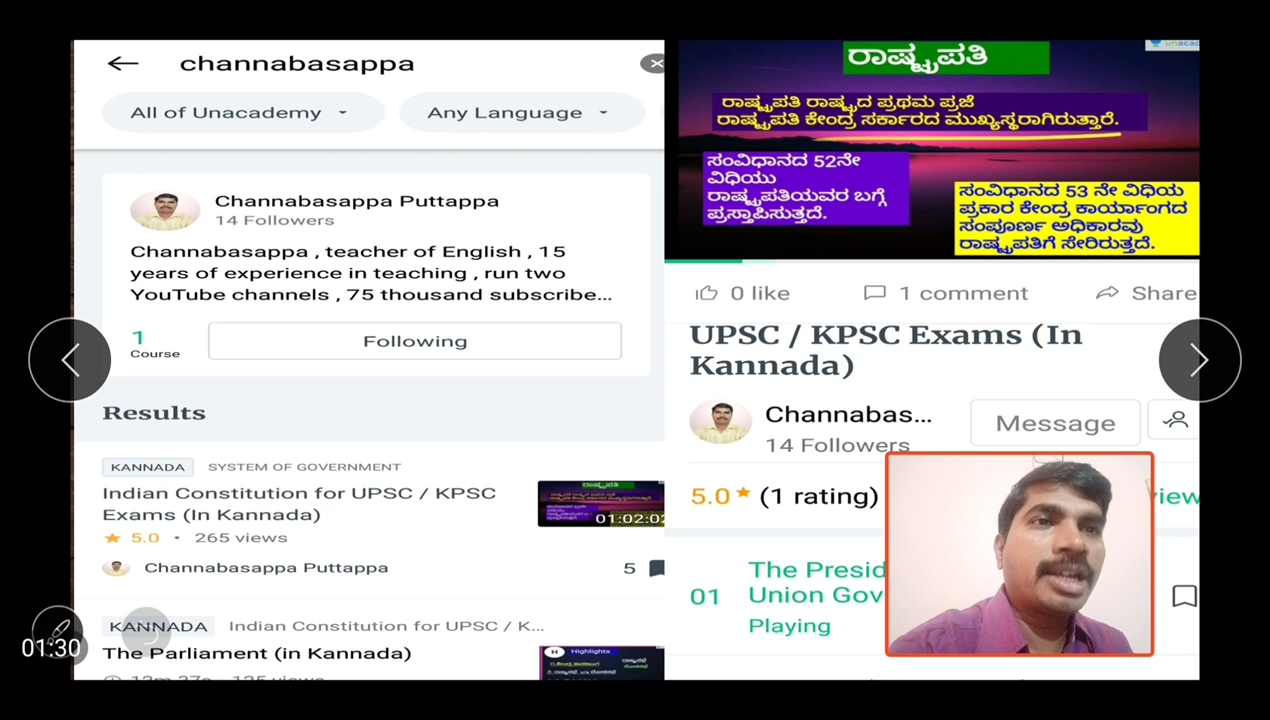 channabasappa
All of Unacademy
Any Language
Channabasappa Puttappa
14 Followers
Channabasappa , teacher of English , 15
years of experience in teaching , run two
YouTube channels , 75 thousand subscribe...
1
Course
Following
Results
KANNADA SYSTEM OF GOVERNMENT
Indian Constitution for UPSC / KPSC
Exams (In Kannada)
5.0 • 265 views
01:02:02
Channabasappa Puttappa
5
KANNADA Indian Constitution for UPSC / K...
The Parliament (in Kannada)
12m 37s 125 views
H Highlights
01:30
ರಾಷ್ಟ್ರಪತಿ
ರಾಷ್ಟ್ರಪತಿ ರಾಷ್ಟ್ರದ ಪ್ರಥಮ ಪ್ರಜೆ
ರಾಷ್ಟ್ರಪತಿ ಕೇಂದ್ರ ಸರ್ಕಾರದ ಮುಖ್ಯಸ್ಥರಾಗಿರುತ್ತಾರೆ.
ಸಂವಿಧಾನದ 52ನೇ
ವಿಧಿಯು
ರಾಷ್ಟ್ರಪತಿಯವರ ಬಗ್ಗೆ
ಪ್ರಸ್ತಾಪಿಸುತ್ತದೆ.
ಸಂವಿಧಾನದ 53 ನೇ ವಿಧಿಯ
ಪ್ರಕಾರ ಕೇಂದ್ರ ಕಾರ್ಯಾಂಗದ
ಸಂಪೂರ್ಣ ಅಧಿಕಾರವು
ರಾಷ್ಟ್ರಪತಿಗೆ ಸೇರಿರುತ್ತದೆ.
0 like
1 comment
Share
UPSC / KPSC Exams (In
Kannada)
Channabas...
14 Followers
Message
5.0 (1 rating)
01
The Presid
Union Gov
Playing